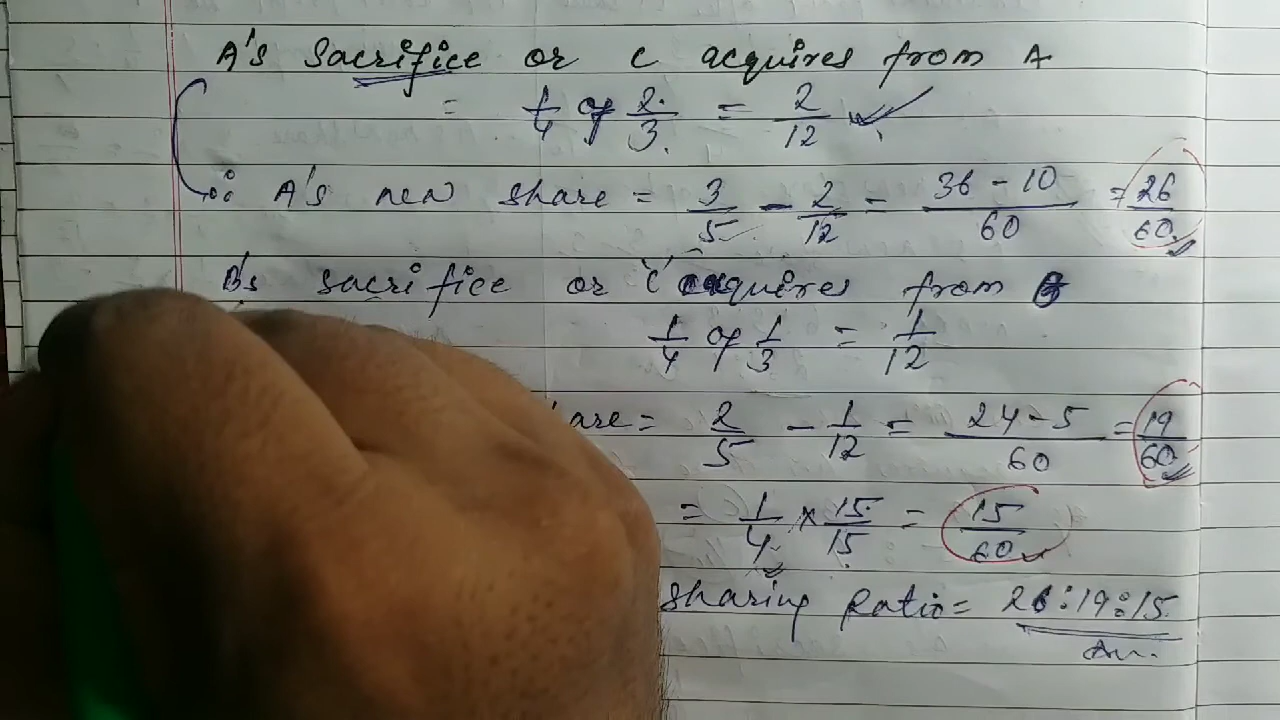 A's Sacrifice or C acquires from A
= 1/4 of 2/3 = 2/12
∴ A's new share = 3/5 - 2/12 = 36 - 10/60 = 26/60
B's sacrifice or 'C' acquires from B
1/4 of 1/3 = 1/12
are = 2/5 - 1/12 = 24 - 5/60 = 19/60
= 1/4 × 15/15 = 15/60
Sharing Ratio = 26:19:15
An.